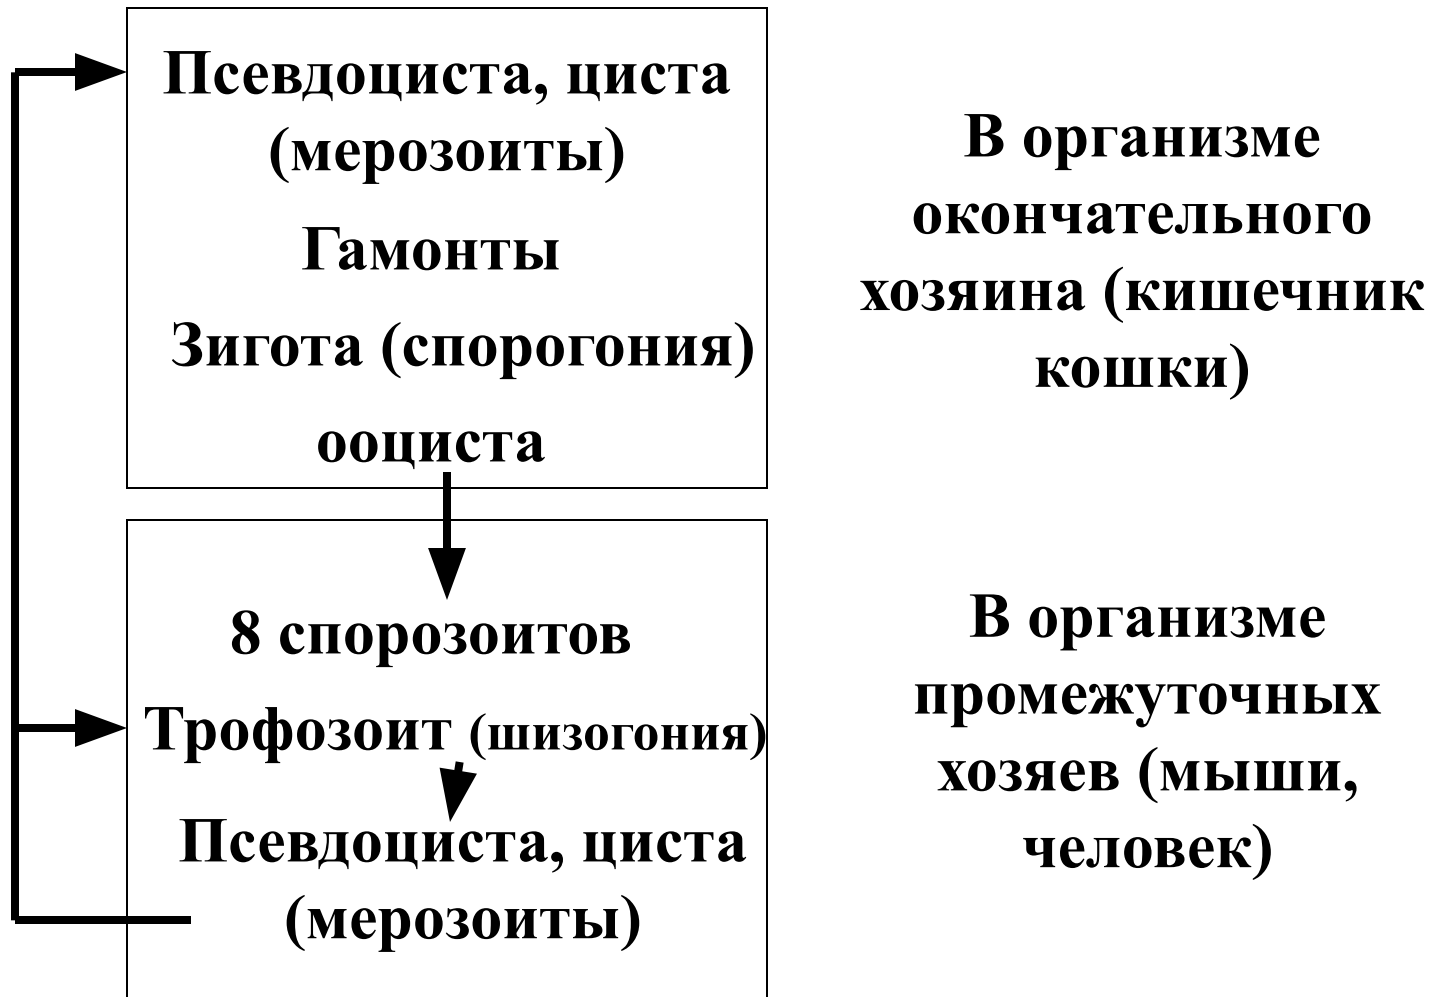 Псевдоциста, циста
(мерозоиты)
Гамонты
Зигота (спорогония)
ооциста
В организме
окончательного
хозяина (кишечник
кошки)
8 спорозоитов
Трофозоит (шизогония)
Псевдоциста, циста
(мерозоиты)
В организме
промежуточных
хозяев (мыши,
человек)